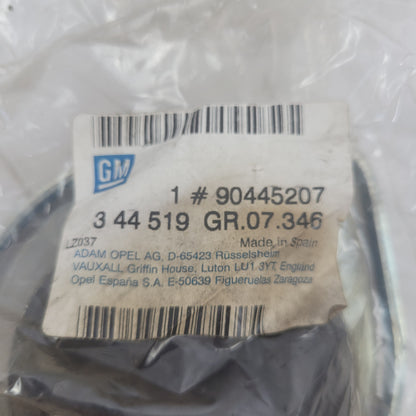 GM
1 # 90445207
3 44 519 GR.07.346
LZ037 Made in Spain
ADAM OPEL AG, D-65423 Rüsselsheim
VAUXALL Griffin House, Luton LU1 3YT, England
Opel España S.A. E-50639 Figueruelas Zaragoza